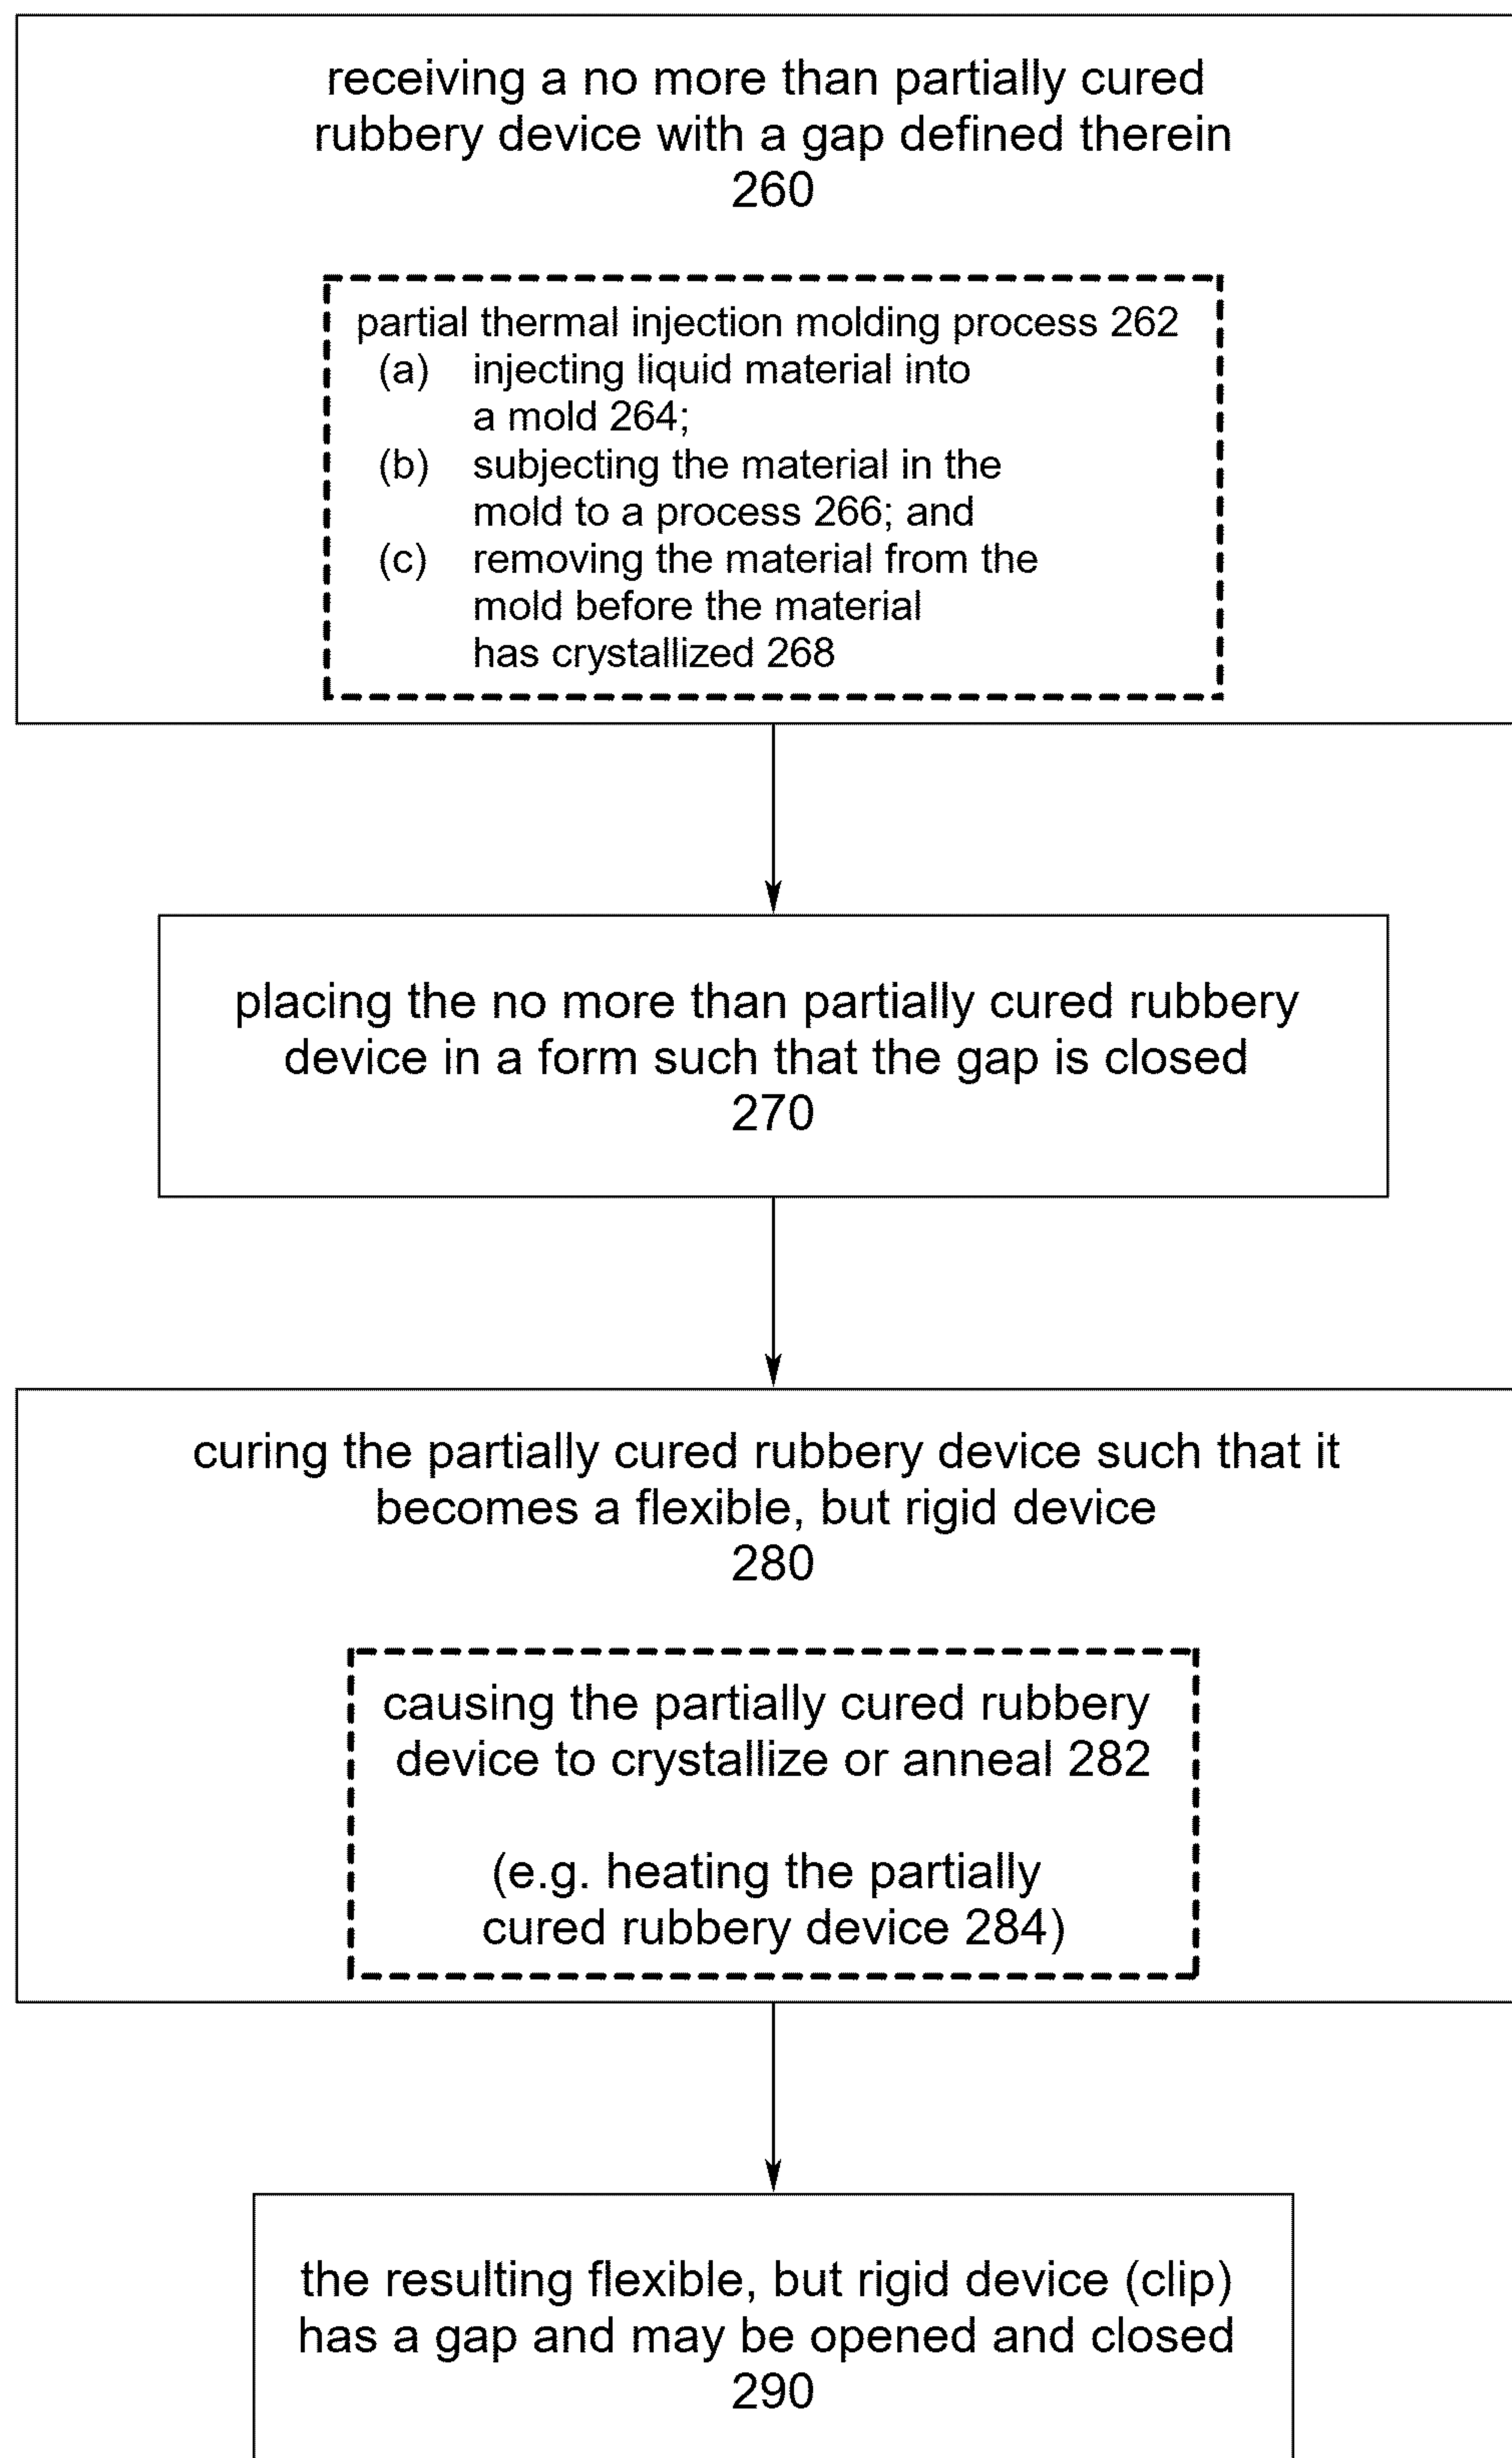 receiving a no more than partially cured
rubbery device with a gap defined therein
260
partial thermal injection molding process 262
(a) injecting liquid material into
a mold 264;
(b) subjecting the material in the
mold to a process 266; and
(c) removing the material from the
mold before the material
has crystallized 268
placing the no more than partially cured rubbery
device in a form such that the gap is closed
270
curing the partially cured rubbery device such that it
becomes a flexible, but rigid device
280
causing the partially cured rubbery
device to crystallize or anneal 282
(e.g. heating the partially
cured rubbery device 284)
the resulting flexible, but rigid device (clip)
has a gap and may be opened and closed
290